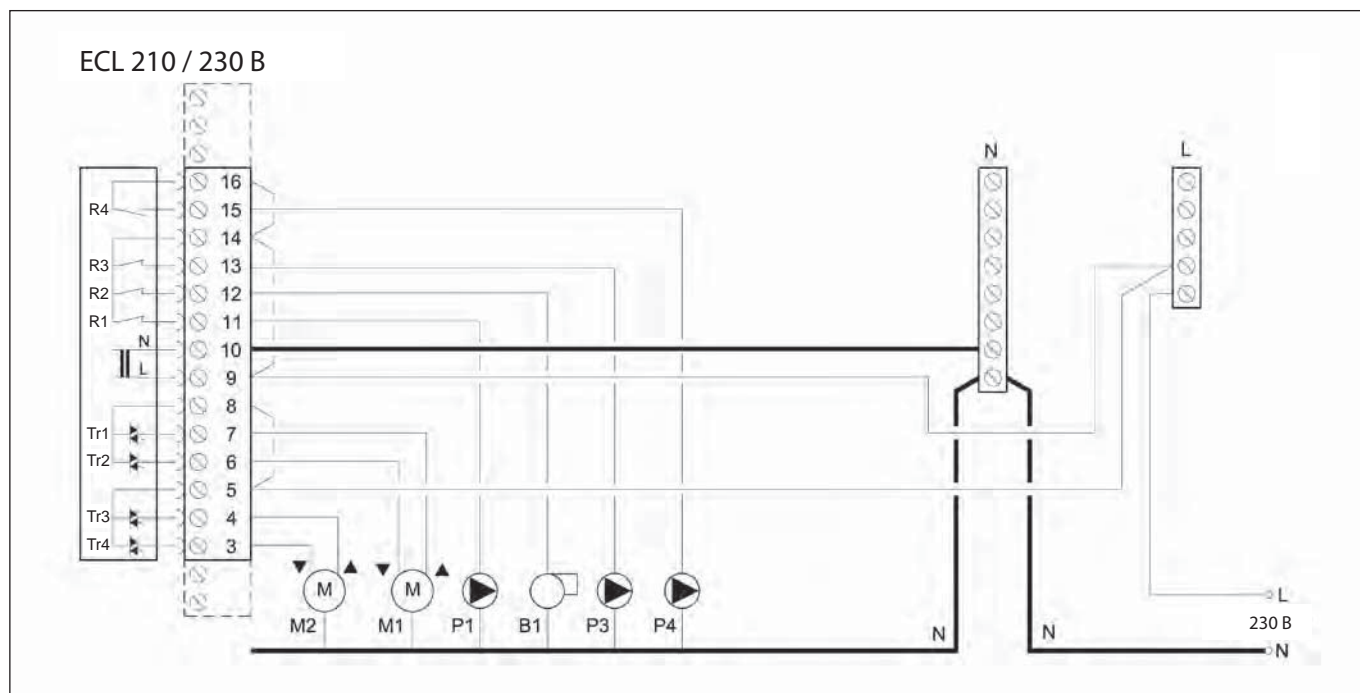 ECL 210 / 230 B
N L
16
R4 15
14
R3 13
R2 12
R1 11
N 10
L 9
8
Tr1 7
Tr2 6
5
Tr3 4
Tr4 3
M M
M2 M1 P1 B1 P3 P4
L
230 B
N N N